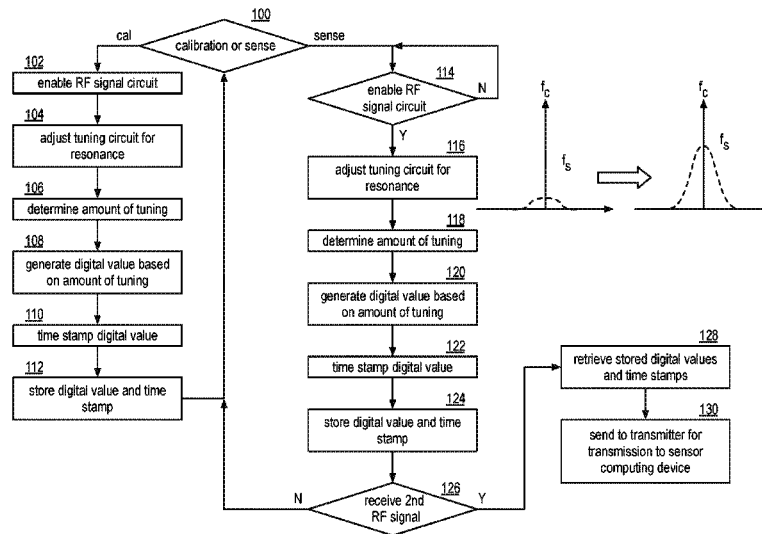 100
calibration or sense
cal
sense
102
enable RF signal circuit
104
adjust tuning circuit for
resonance
106
determine amount of tuning
108
generate digital value based
on amount of tuning
110
time stamp digital value
112
store digital value and time
stamp
114
enable RF
signal circuit
N
Y
116
adjust tuning circuit for
resonance
118
determine amount of tuning
120
generate digital value based
on amount of tuning
122
time stamp digital value
124
store digital value and time
stamp
126
receive 2nd
RF signal
N
Y
fc
fs
fc
fs
128
retrieve stored digital values
and time stamps
130
send to transmitter for
transmission to sensor
computing device